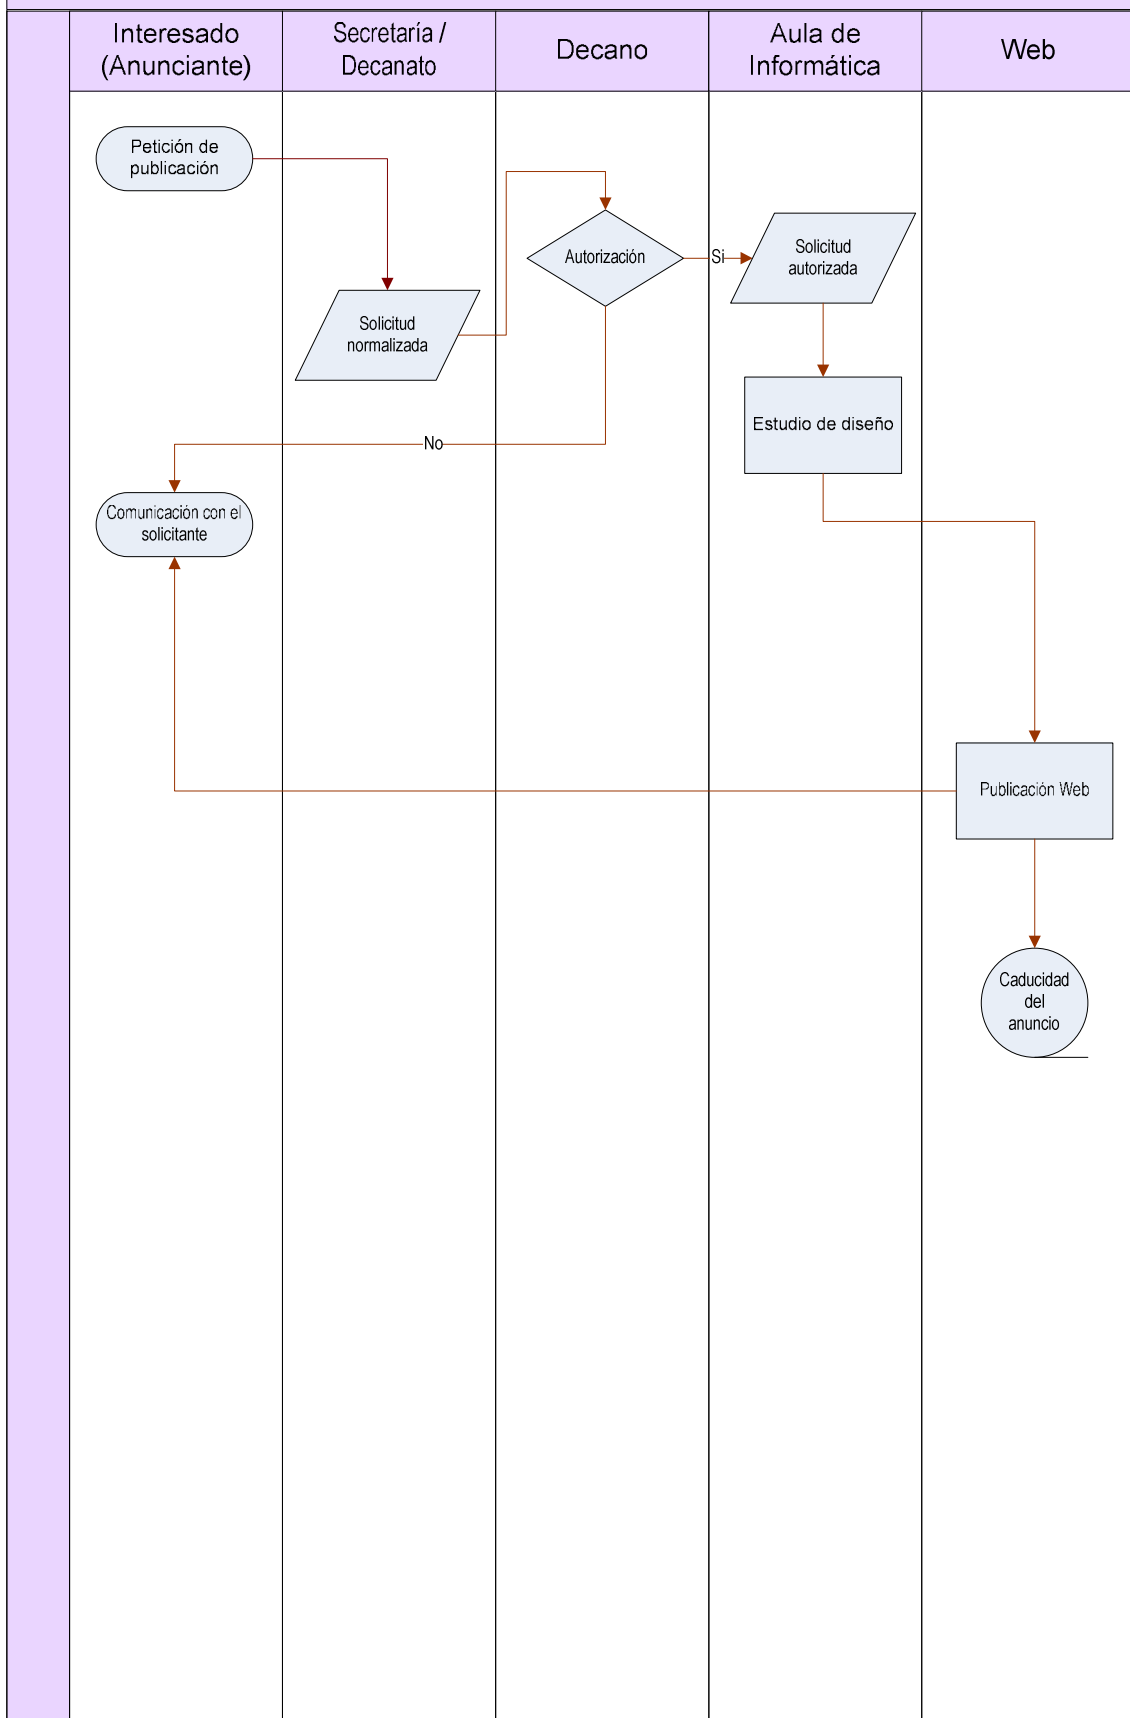 Interesado
(Anunciante)
Secretaría /
Decanato
Decano
Aula de
Informática
Web
Petición de
publicación
Autorización
Si
Solicitud
autorizada
Solicitud
normalizada
Estudio de diseño
No
Comunicación con el
solicitante
Publicación Web
Caducidad
del
anuncio